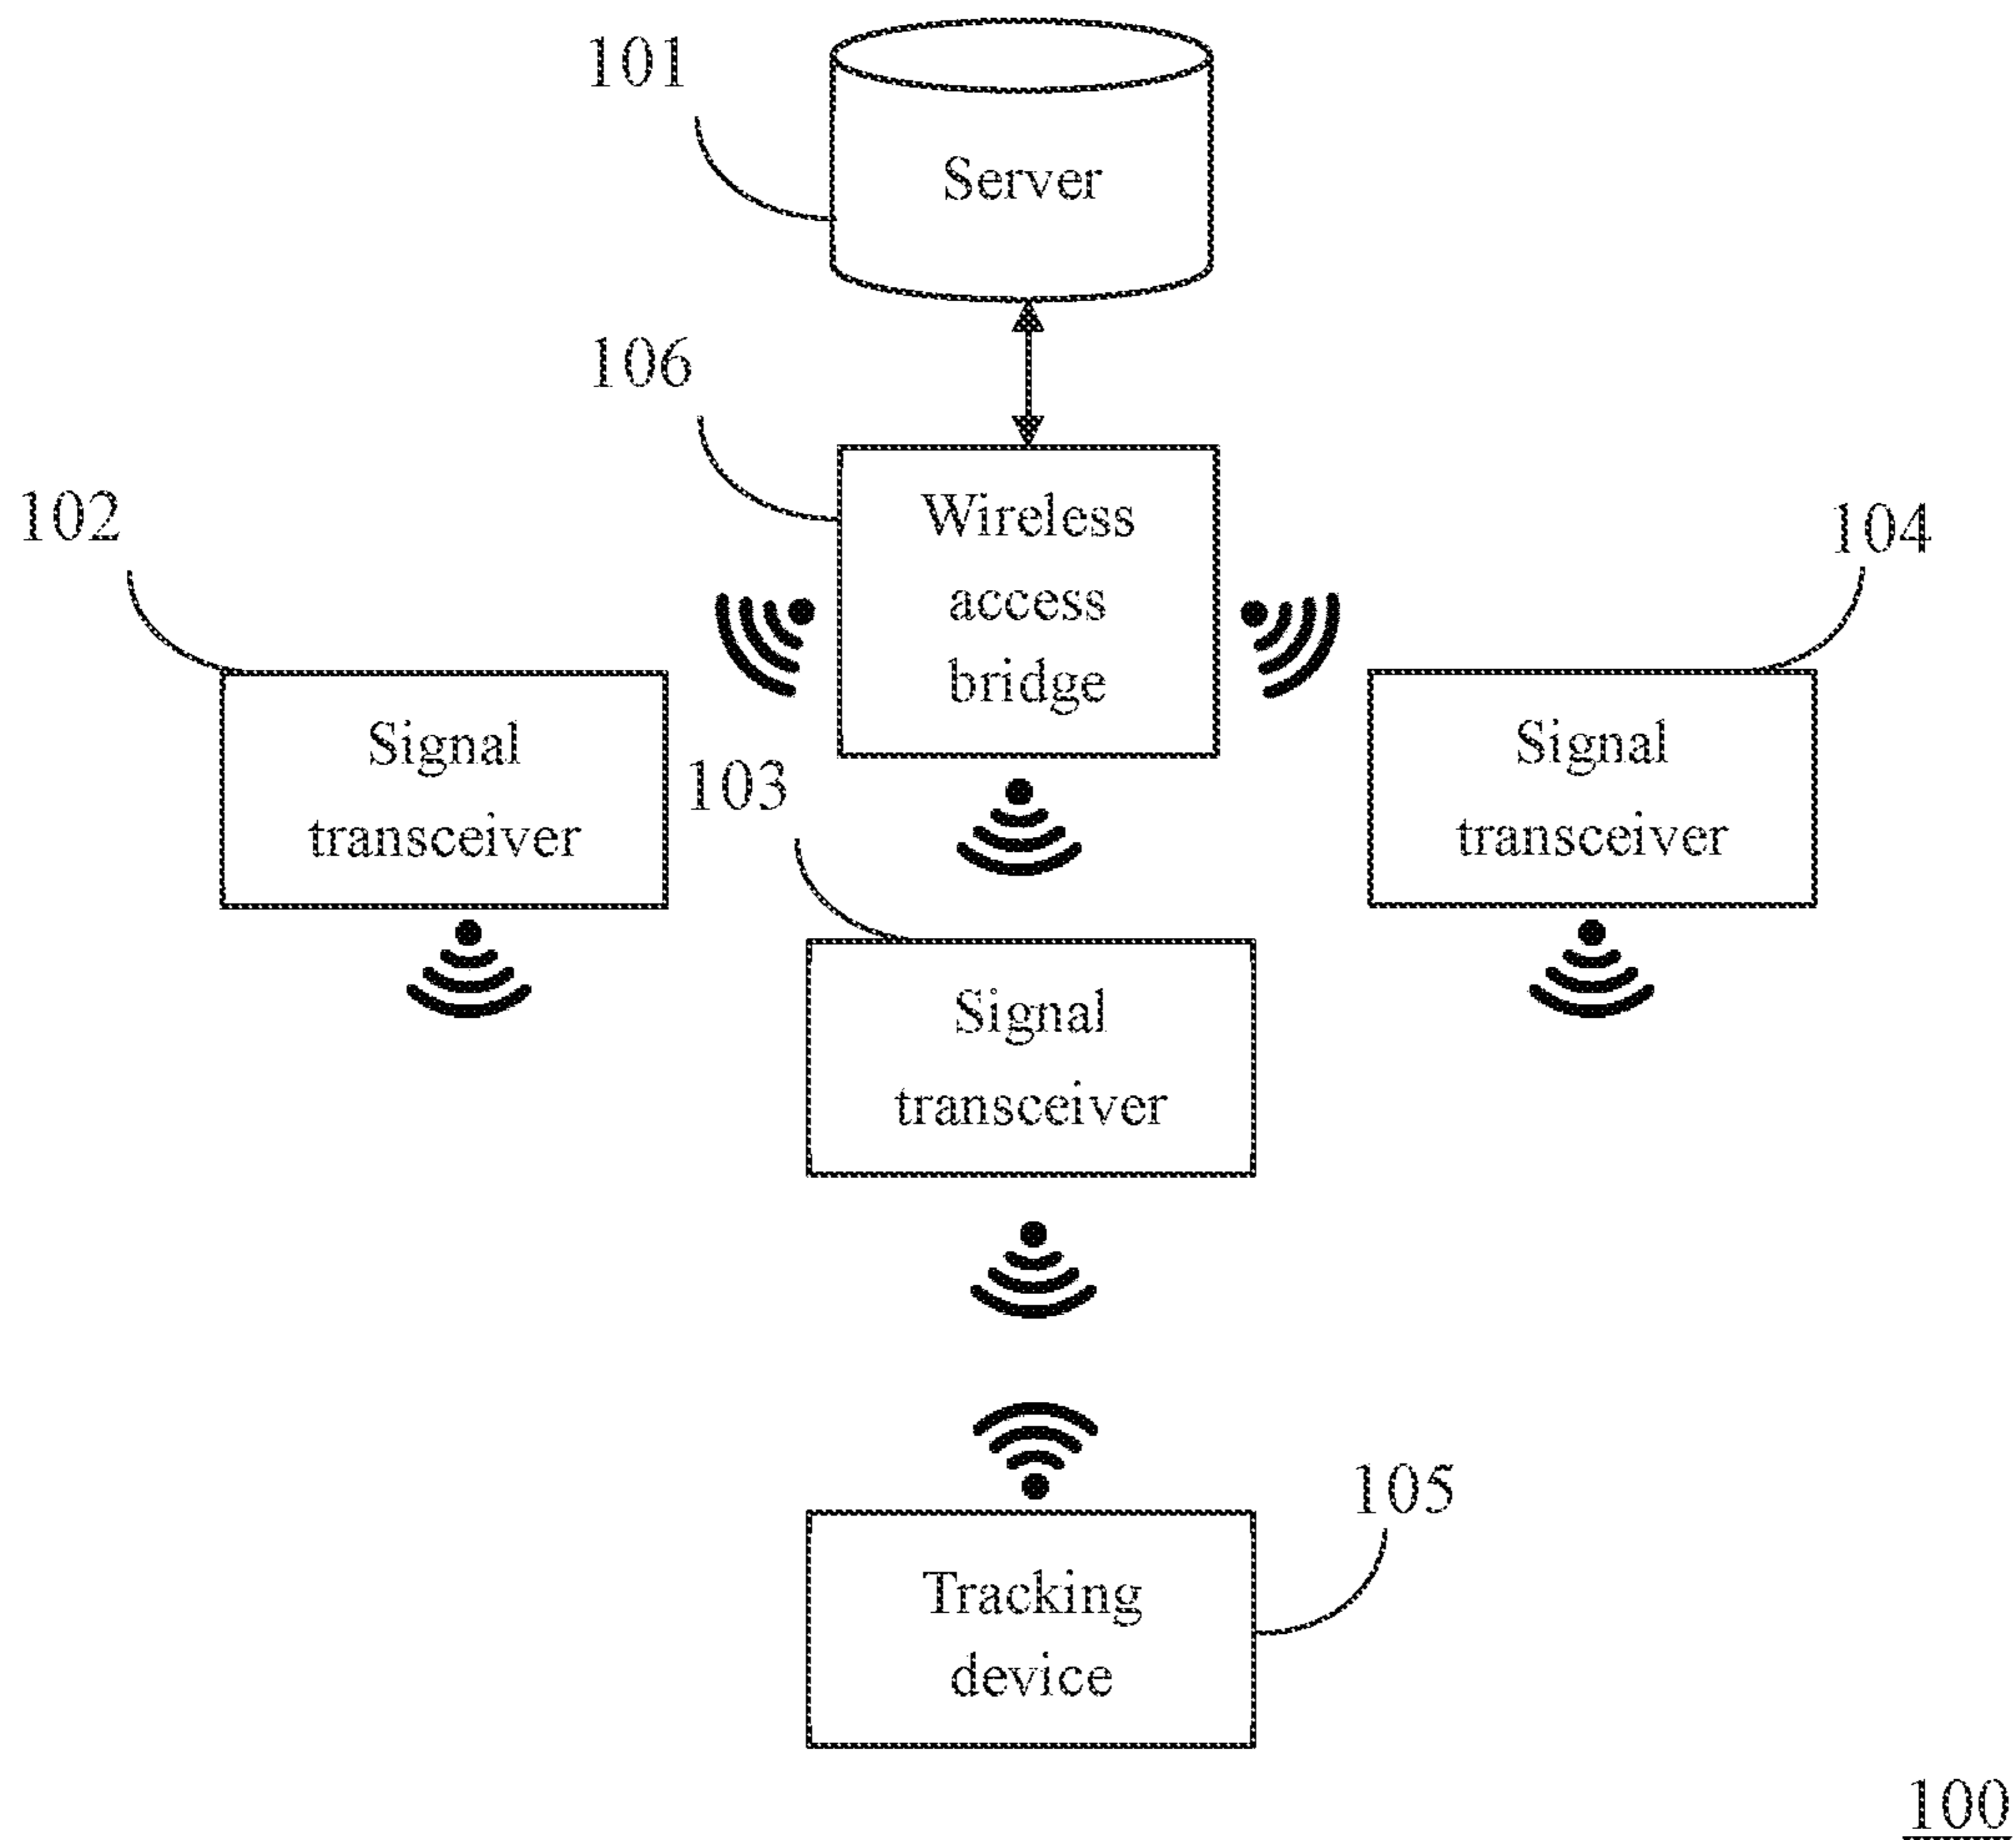 101
Server
106
Wireless
access
bridge
102
104
Signal
transceiver
103
Signal
transceiver
Signal
transceiver
Tracking
device
105
100